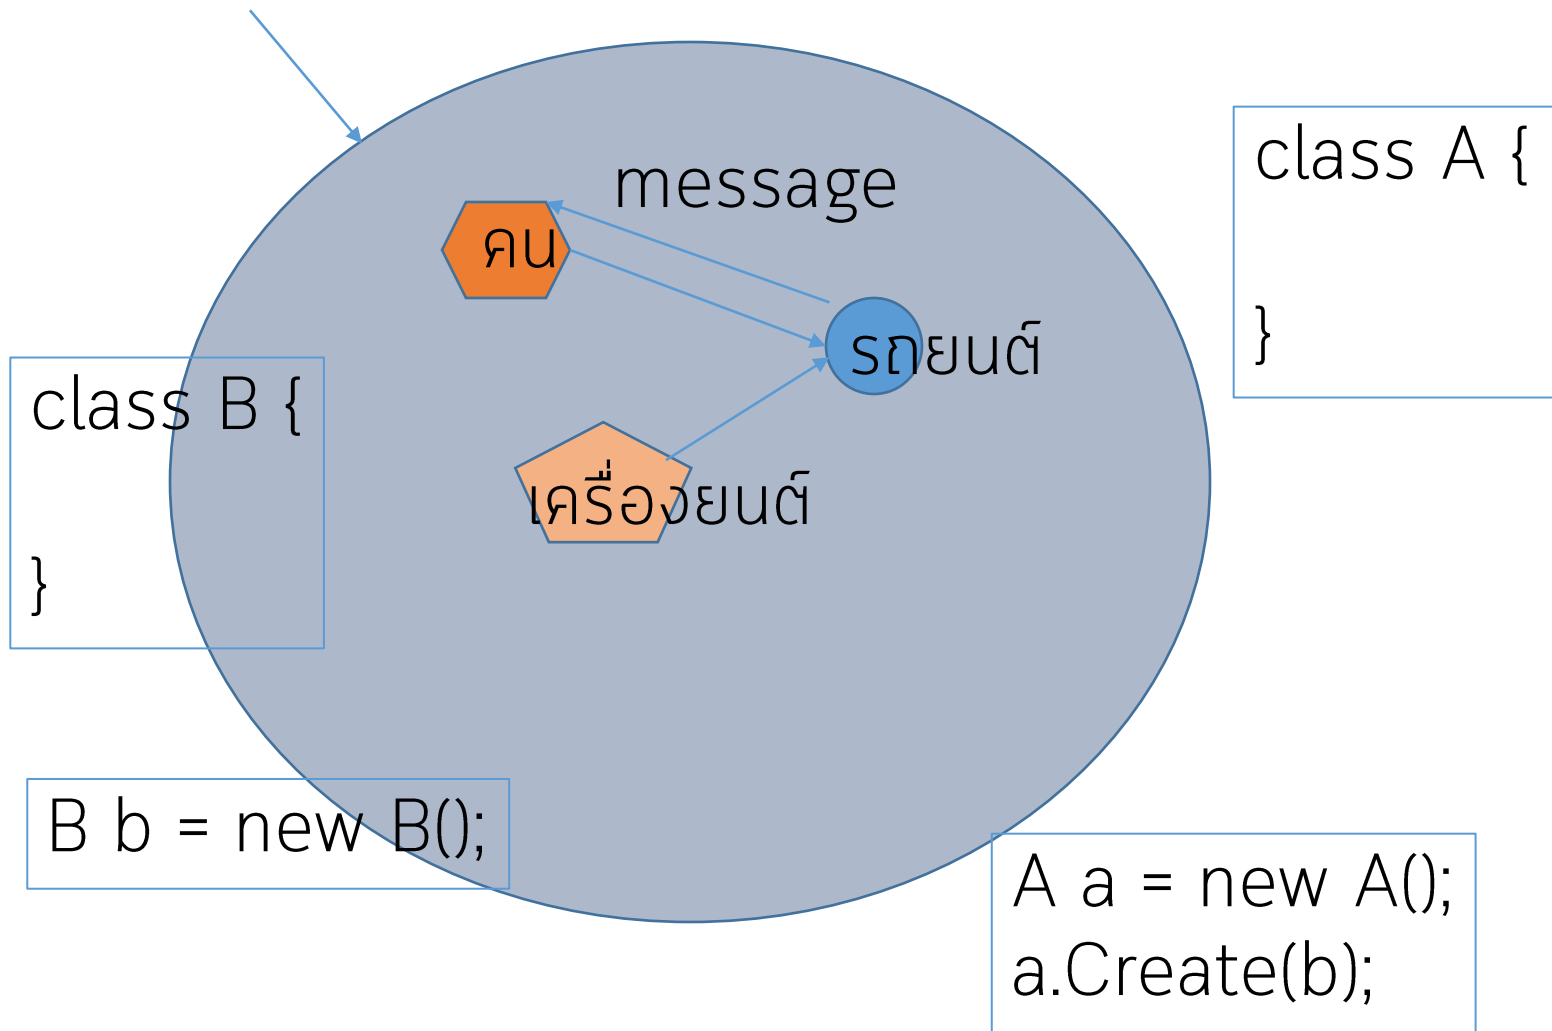 message
class A {
}
คน
รถยนต์
class B {
}
เครื่องยนต์
B b = new B();
A a = new A();
a.Create(b);